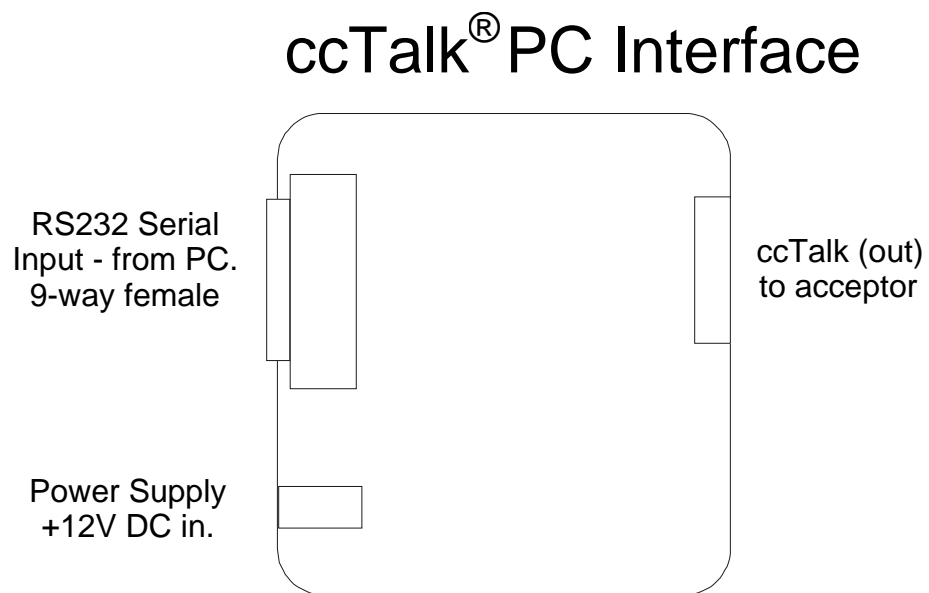 ccTalk® PC Interface
RS232 Serial
Input - from PC.
9-way female
ccTalk (out)
to acceptor
Power Supply
+12V DC in.